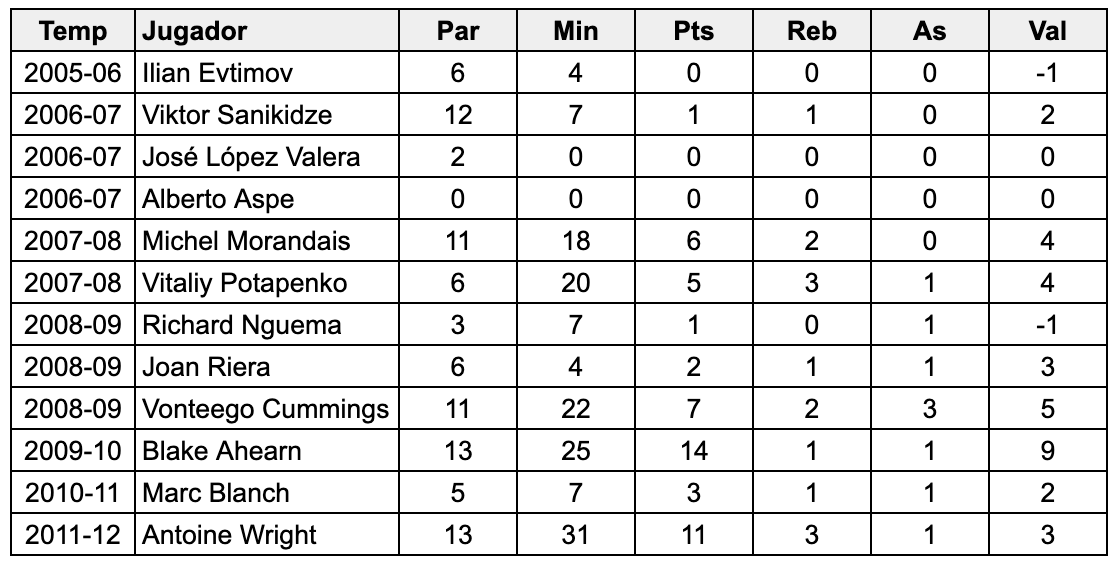 Temp Jugador Par Min Pts Reb As Val
2005-06 Ilian Evtimov 6 4 0 0 0 -1
2006-07 Viktor Sanikidze 12 7 1 1 0 2
2006-07 José López Valera 2 0 0 0 0 0
2006-07 Alberto Aspe 0 0 0 0 0 0
2007-08 Michel Morandais 11 18 6 2 0 4
2007-08 Vitaliy Potapenko 6 20 5 3 1 4
2008-09 Richard Nguema 3 7 1 0 1 -1
2008-09 Joan Riera 6 4 2 1 1 3
2008-09 Vonteego Cummings 11 22 7 2 3 5
2009-10 Blake Ahearn 13 25 14 1 1 9
2010-11 Marc Blanch 5 7 3 1 1 2
2011-12 Antoine Wright 13 31 11 3 1 3